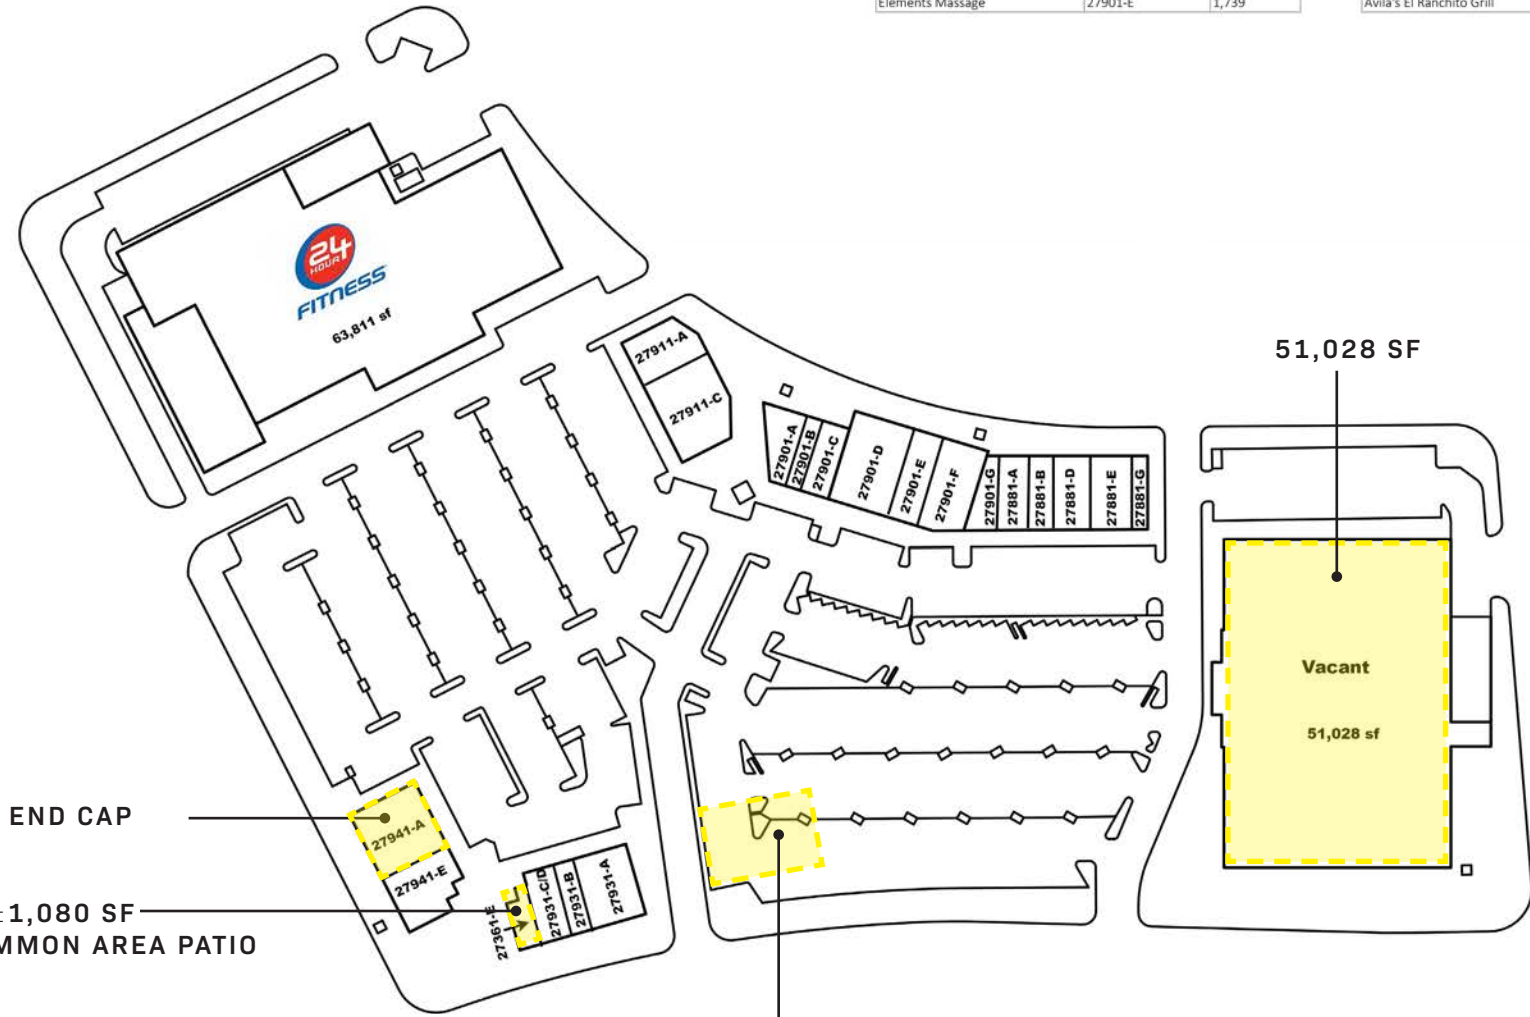 Elements Massage 27901-E 1,739
Avila's El Ranchito Grill
24
HOUR
FITNESS
63,811 sf
27911-A
27911-C
51,028 SF
27901-A
27901-B
27901-C
27901-D
27901-E
27901-F
27901-G
27881-A
27881-B
27881-D
27881-E
27881-G
Vacant
51,028 sf
END CAP
27941-A
27941-E
1,080 SF
MMON AREA PATIO
27361-E
27931-C/D
27931-B
27931-A